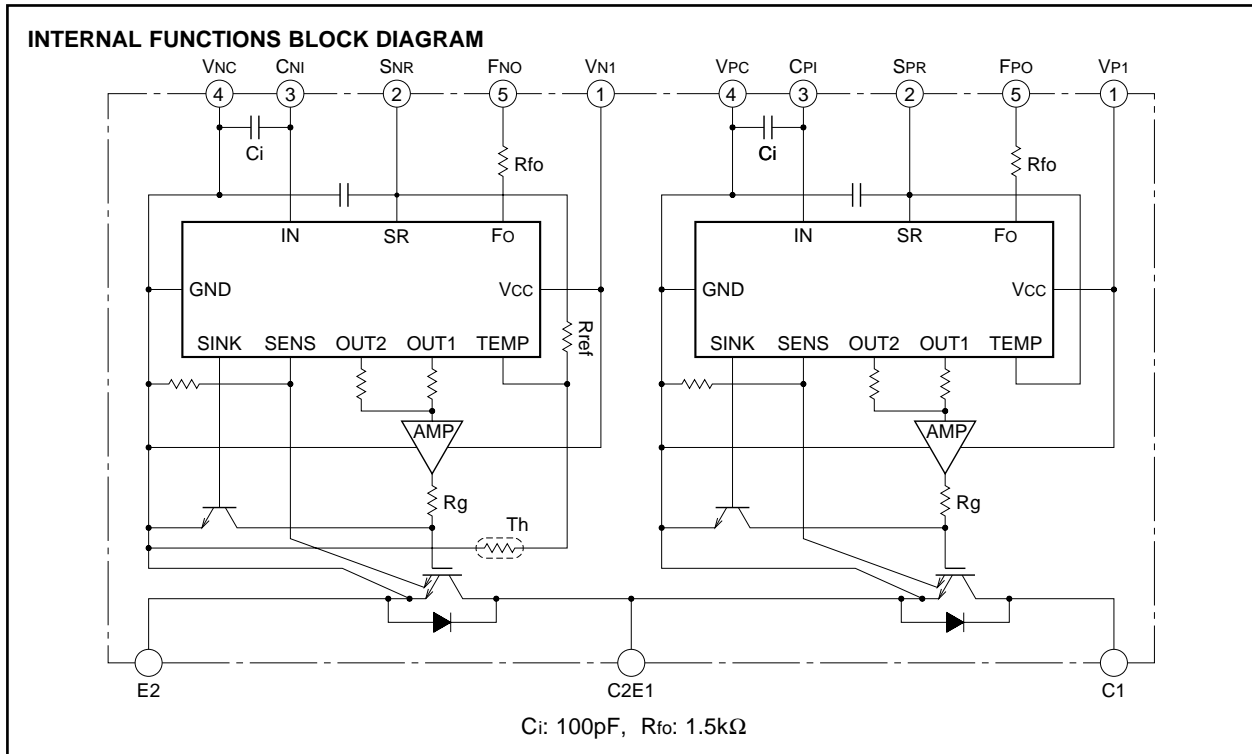 INTERNAL FUNCTIONS BLOCK DIAGRAM
VNC CNI SNR FNO VN1 VPC CPI SPR FPO VP1
4 3 2 5 1 4 3 2 5 1
Ci Rfo Ci Rfo
IN SR FO IN SR FO
GND VCC GND VCC
Rref
SINK SENS OUT2 OUT1 TEMP SINK SENS OUT2 OUT1 TEMP
AMP AMP
Rg Rg
Th
E2 C2E1 C1
Ci: 100pF, Rfo: 1.5kΩ